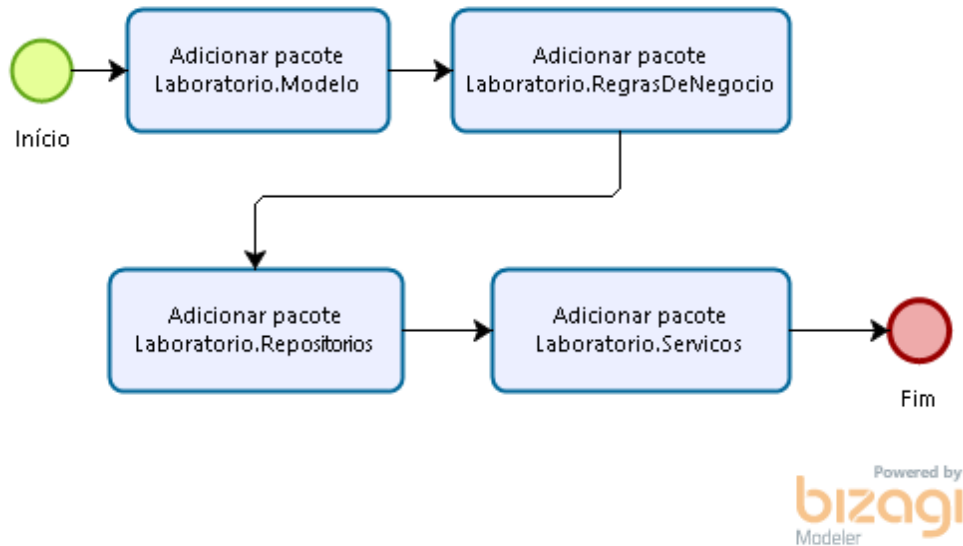 Início
Adicionar pacote
Laboratorio.Modelo
Adicionar pacote
Laboratorio.RegrasDeNegocio
Adicionar pacote
Laboratorio.Repositorios
Adicionar pacote
Laboratorio.Servicos
Fim
Powered by
bizagi
Modeler